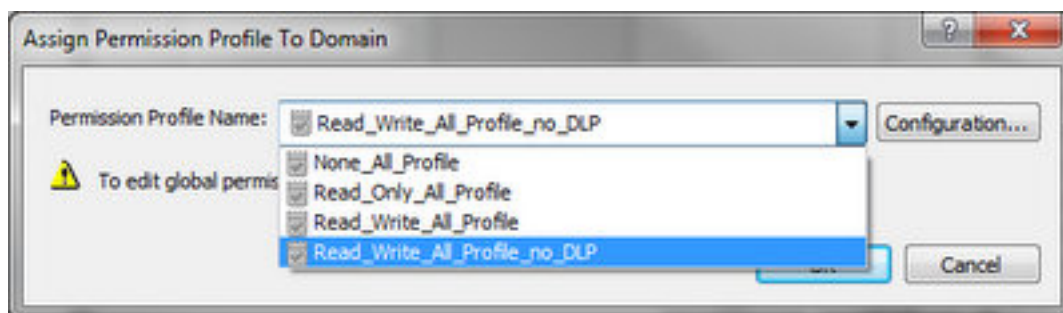 Assign Permission Profile To Domain
Permission Profile Name: Read_Write_All_Profile_no_DLP Configuration...
None_All_Profile
To edit global permis
Read_Only_All_Profile
Read_Write_All_Profile
Read_Write_All_Profile_no_DLP
Cancel